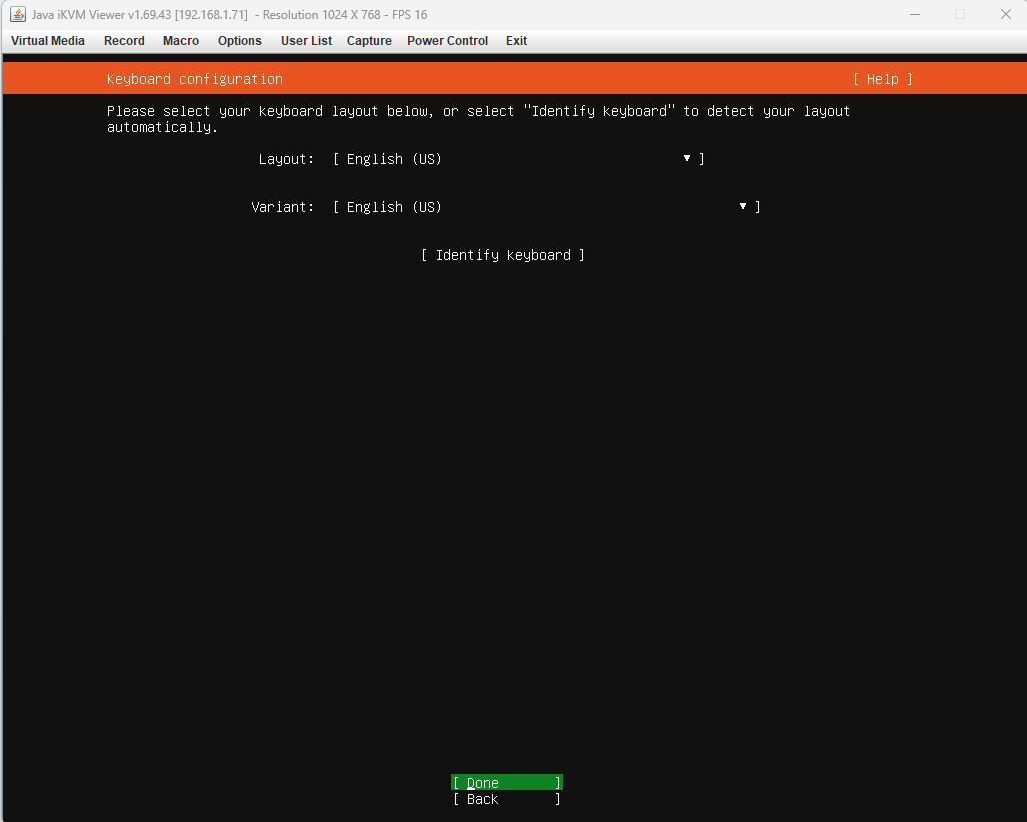 Java iKVM Viewer v1.69.43 [192.168.1.71]  - Resolution 1024 X 768 - FPS 16
Virtual Media Record Macro Options User List Capture Power Control Exit
Keyboard configuration [ Help ]
Please select your keyboard layout below, or select "Identify keyboard" to detect your layout
automatically.
Layout: [ English (US) ▾ ]
Variant: [ English (US) ▾ ]
[ Identify keyboard ]
[ Done ]
[ Back ]